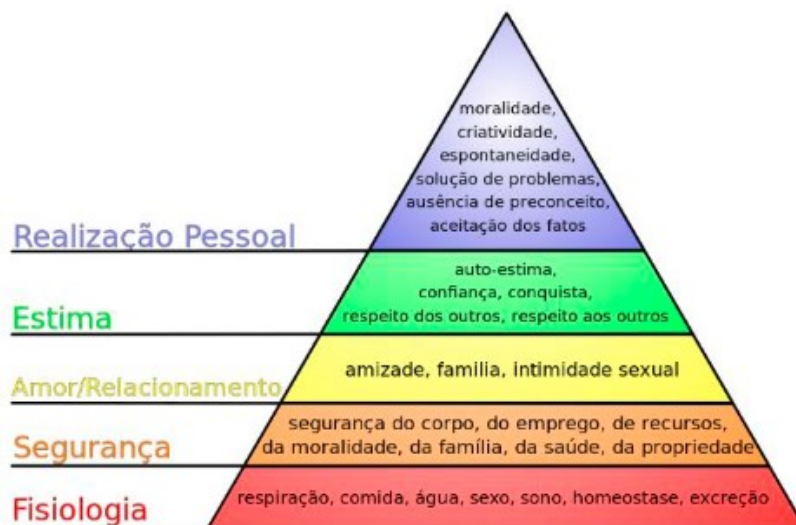 moralidade,
criatividade,
espontaneidade,
solução de problemas,
ausência de preconceito,
aceitação dos fatos
Realização Pessoal
auto-estima,
confiança, conquista,
respeito dos outros, respeito aos outros
Estima
amizade, familia, intimidade sexual
Amor/Relacionamento
segurança do corpo, do emprego, de recursos,
da moralidade, da família, da saúde, da propriedade
Segurança
respiração, comida, água, sexo, sono, homeostase, excreção
Fisiologia